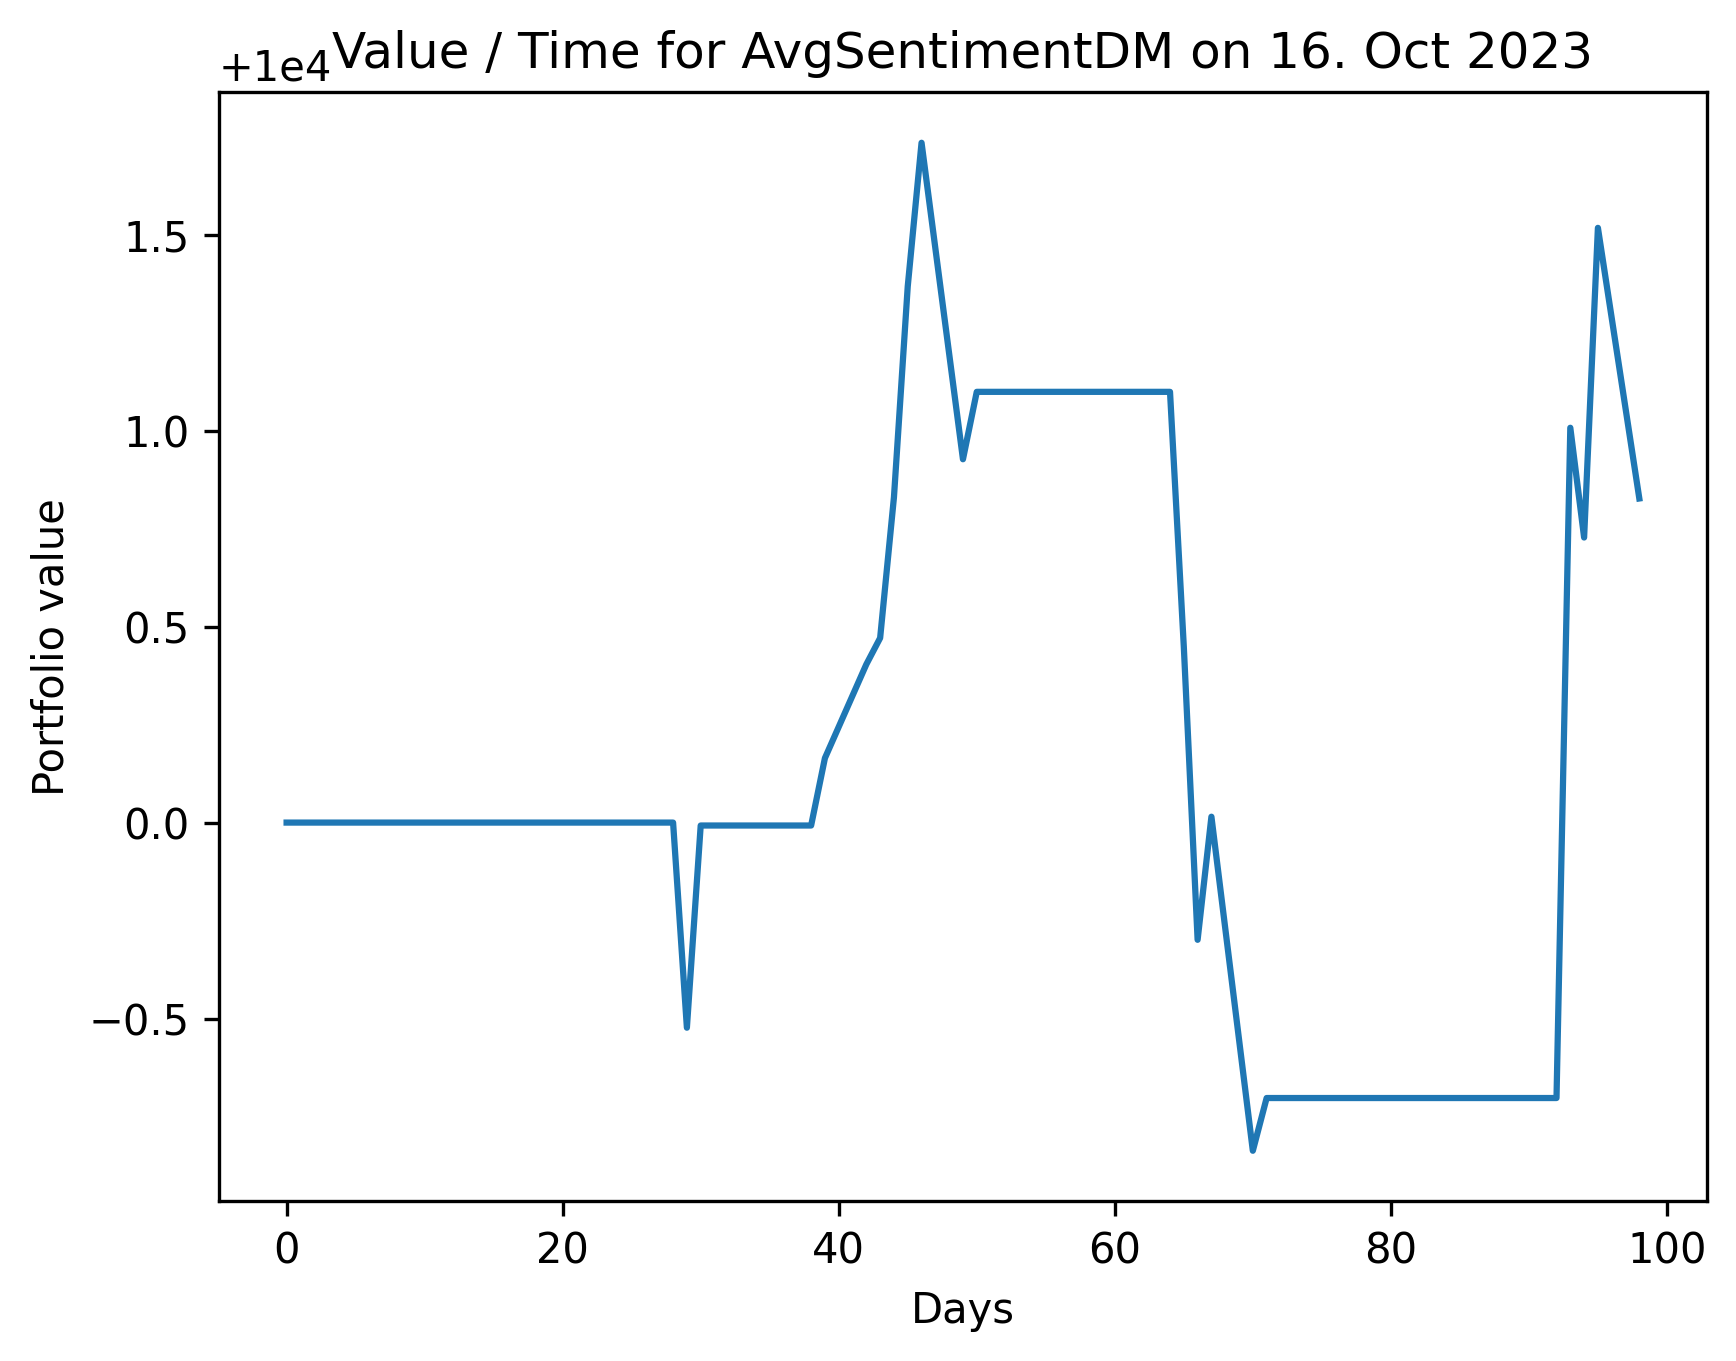 Value / Time for AvgSentimentDM on 16. Oct 2023
+1e4
1.5
1.0
0.5
0.0
−0.5
Portfolio value
0 20 40 60 80 100
Days